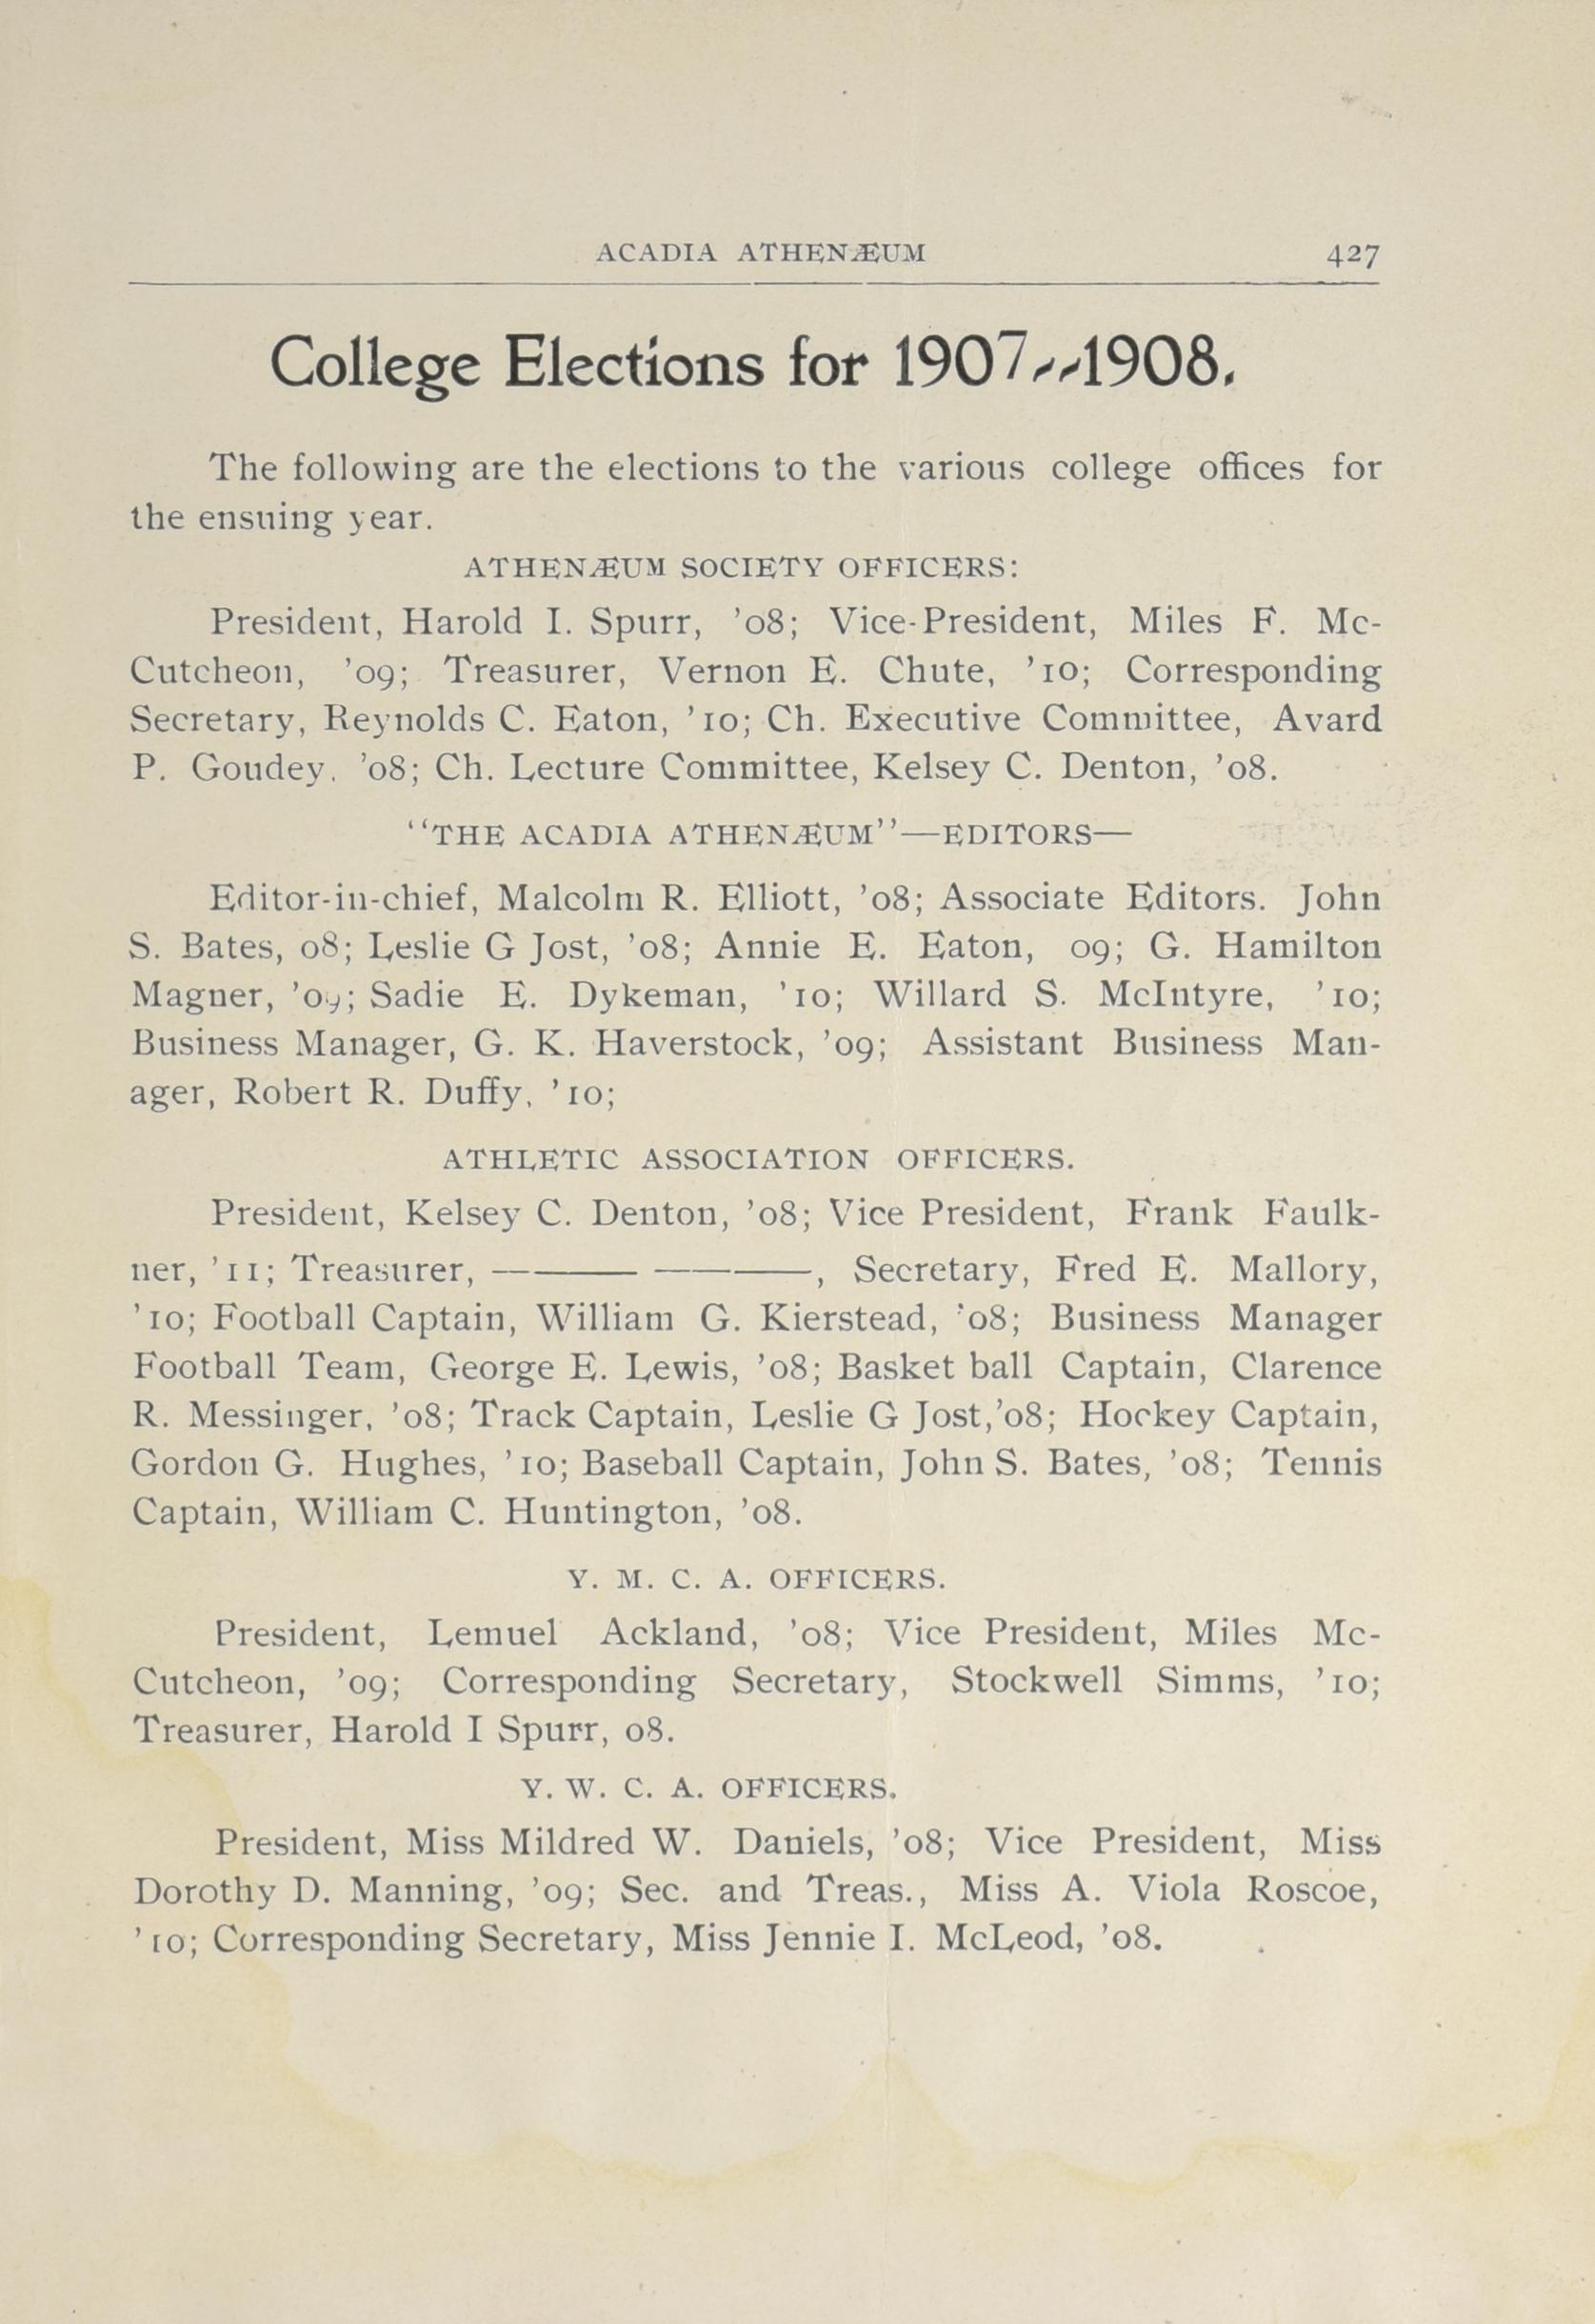 ACADIA ATHENÆUM 427
College Elections for 1907--1908.
The following are the elections to the various college offices for
the ensuing year.
ATHENÆUM SOCIETY OFFICERS:
President, Harold I. Spurr, ’08; Vice-President, Miles F. Mc-
Cutcheon, ’09; Treasurer, Vernon E. Chute, ’10; Corresponding
Secretary, Reynolds C. Eaton, ’10; Ch. Executive Committee, Avard
P. Goudey. ’08; Ch. Lecture Committee, Kelsey C. Denton, ’08.
‘‘THE ACADIA ATHENÆUM’’—EDITORS—
Editor-in-chief, Malcolm R. Elliott, ’08; Associate Editors. John
S. Bates, 08; Leslie G Jost, ’08; Annie E. Eaton, 09; G. Hamilton
Magner, ’09; Sadie E. Dykeman, ’10; Willard S. McIntyre, ’10;
Business Manager, G. K. Haverstock, ’09; Assistant Business Man-
ager, Robert R. Duffy, ’10;
ATHLETIC ASSOCIATION OFFICERS.
President, Kelsey C. Denton, ’08; Vice President, Frank Faulk-
ner, ’11; Treasurer, ——— ———, Secretary, Fred E. Mallory,
’10; Football Captain, William G. Kierstead, ’08; Business Manager
Football Team, George E. Lewis, ’08; Basket ball Captain, Clarence
R. Messinger, ’08; Track Captain, Leslie G Jost,’08; Hockey Captain,
Gordon G. Hughes, ’10; Baseball Captain, John S. Bates, ’08; Tennis
Captain, William C. Huntington, ’08.
Y. M. C. A. OFFICERS.
President, Lemuel Ackland, ’08; Vice President, Miles Mc-
Cutcheon, ’09; Corresponding Secretary, Stockwell Simms, ’10;
Treasurer, Harold I Spurr, 08.
Y. W. C. A. OFFICERS.
President, Miss Mildred W. Daniels, ’08; Vice President, Miss
Dorothy D. Manning, ’09; Sec. and Treas., Miss A. Viola Roscoe,
’10; Corresponding Secretary, Miss Jennie I. McLeod, ’08.